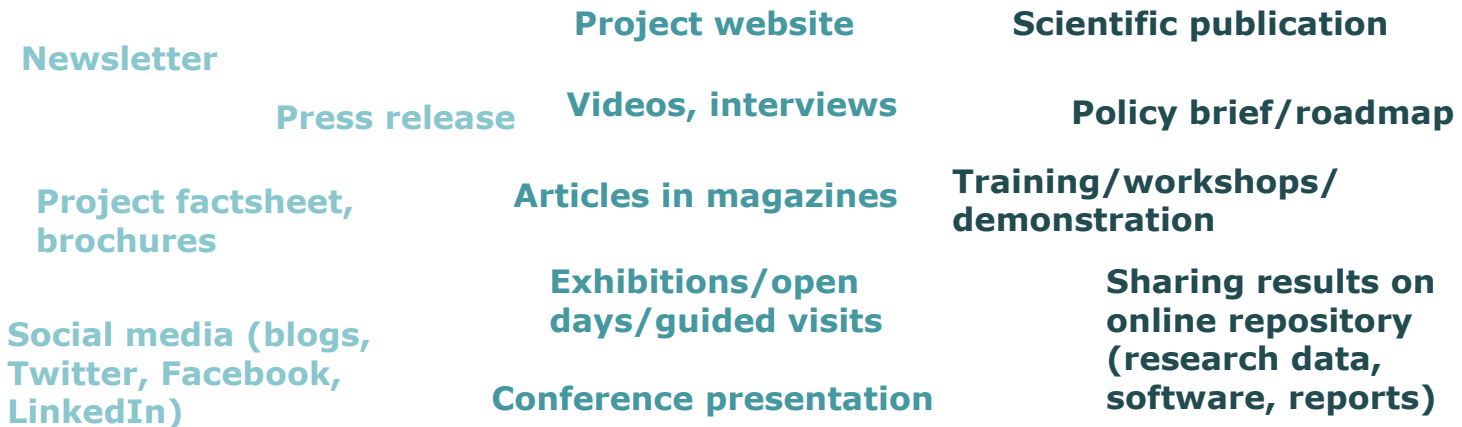 Newsletter
Press release
Project factsheet,
brochures
Social media (blogs,
Twitter, Facebook,
LinkedIn)
Project website
Videos, interviews
Articles in magazines
Exhibitions/open
days/guided visits
Conference presentation
Scientific publication
Policy brief/roadmap
Training/workshops/
demonstration
Sharing results on
online repository
(research data,
software, reports)